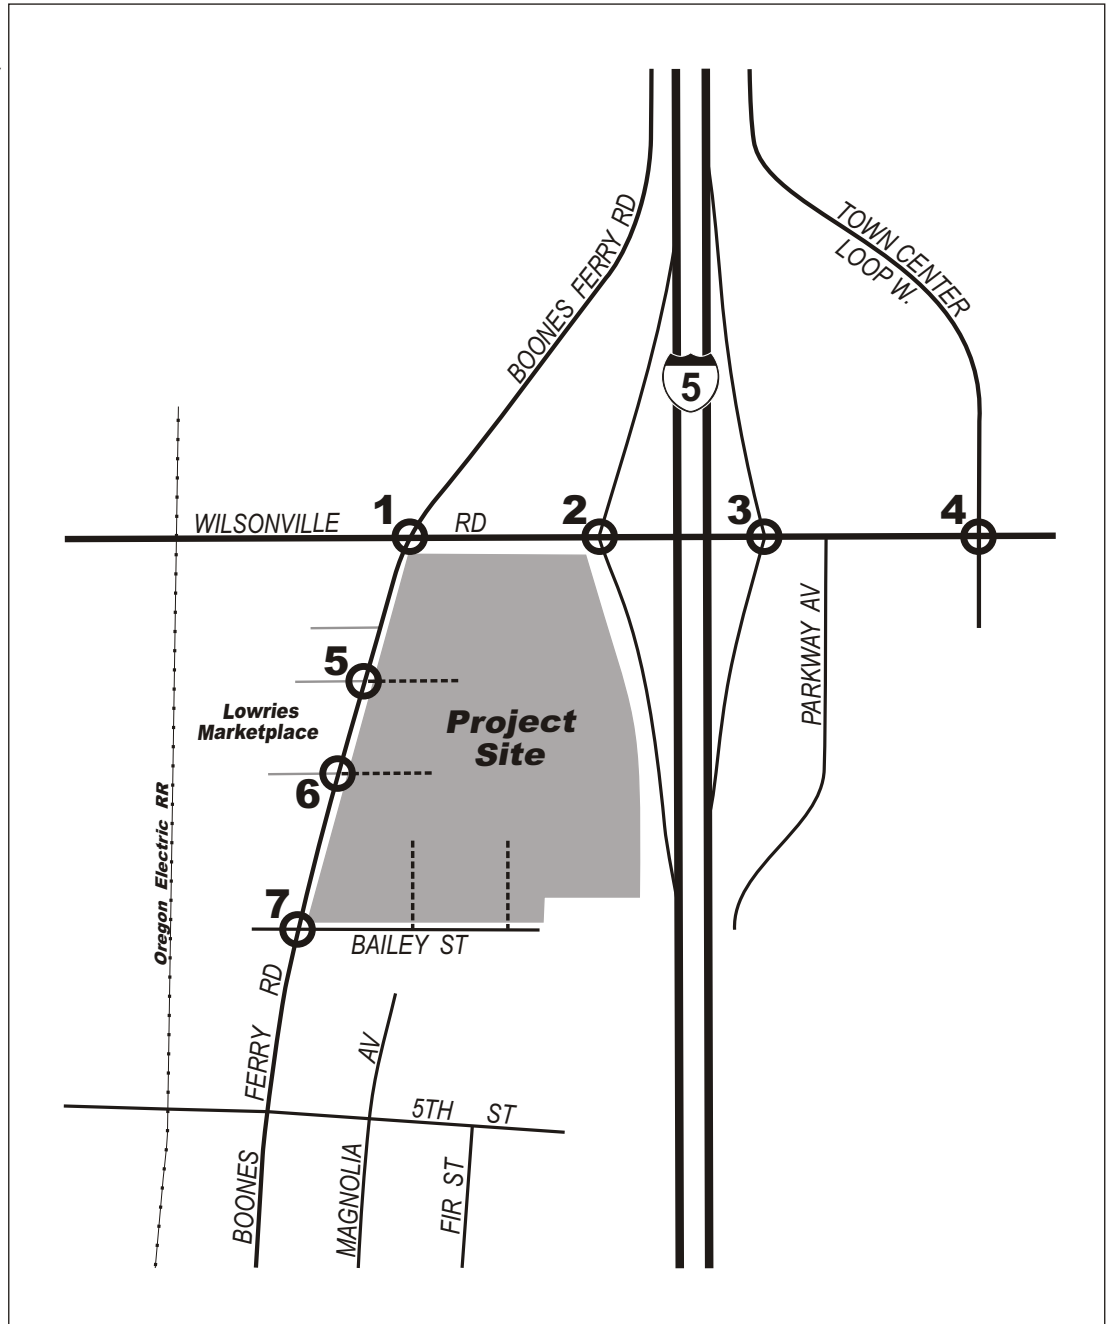 BOONES FERRY RD
TOWN CENTER
LOOP W.
5
WILSONVILLE RD
1
2
3
4
PARKWAY AV
5
Lowries
Marketplace
Project
Site
6
Oregon Electric RR
7
BAILEY ST
BOONES FERRY RD
MAGNOLIA AV
5TH ST
FIR ST